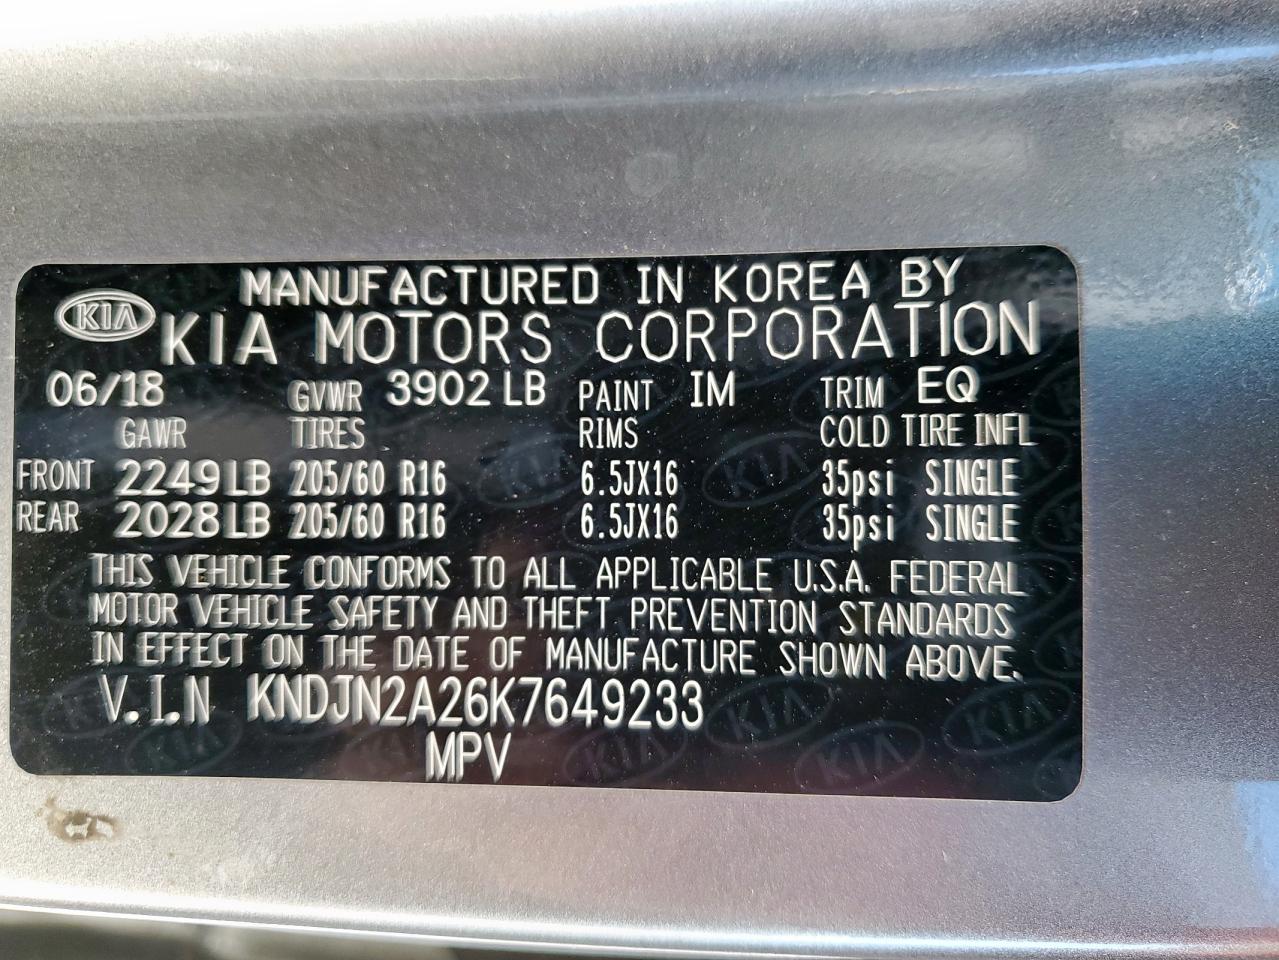 MANUFACTURED IN KOREA BY
KIA KIA MOTORS CORPORATION
06/18 GVWR 3902 LB PAINT IM TRIM EQ
GAWR TIRES RIMS COLD TIRE INFL
FRONT 2249 LB 205/60 R16 6.5JX16 35psi SINGLE
REAR 2028 LB 205/60 R16 6.5JX16 35psi SINGLE
THIS VEHICLE CONFORMS TO ALL APPLICABLE U.S.A. FEDERAL
MOTOR VEHICLE SAFETY AND THEFT PREVENTION STANDARDS
IN EFFECT ON THE DATE OF MANUFACTURE SHOWN ABOVE.
V.I.N KNDJN2A26K7649233
MPV